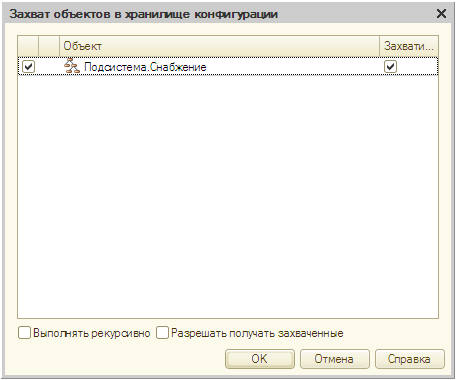 Захват объектов в хранилище конфигурации
Объект Захвати...
Подсистема.Снабжение
Выполнять рекурсивно Разрешать получать захваченные
OK Отмена Справка